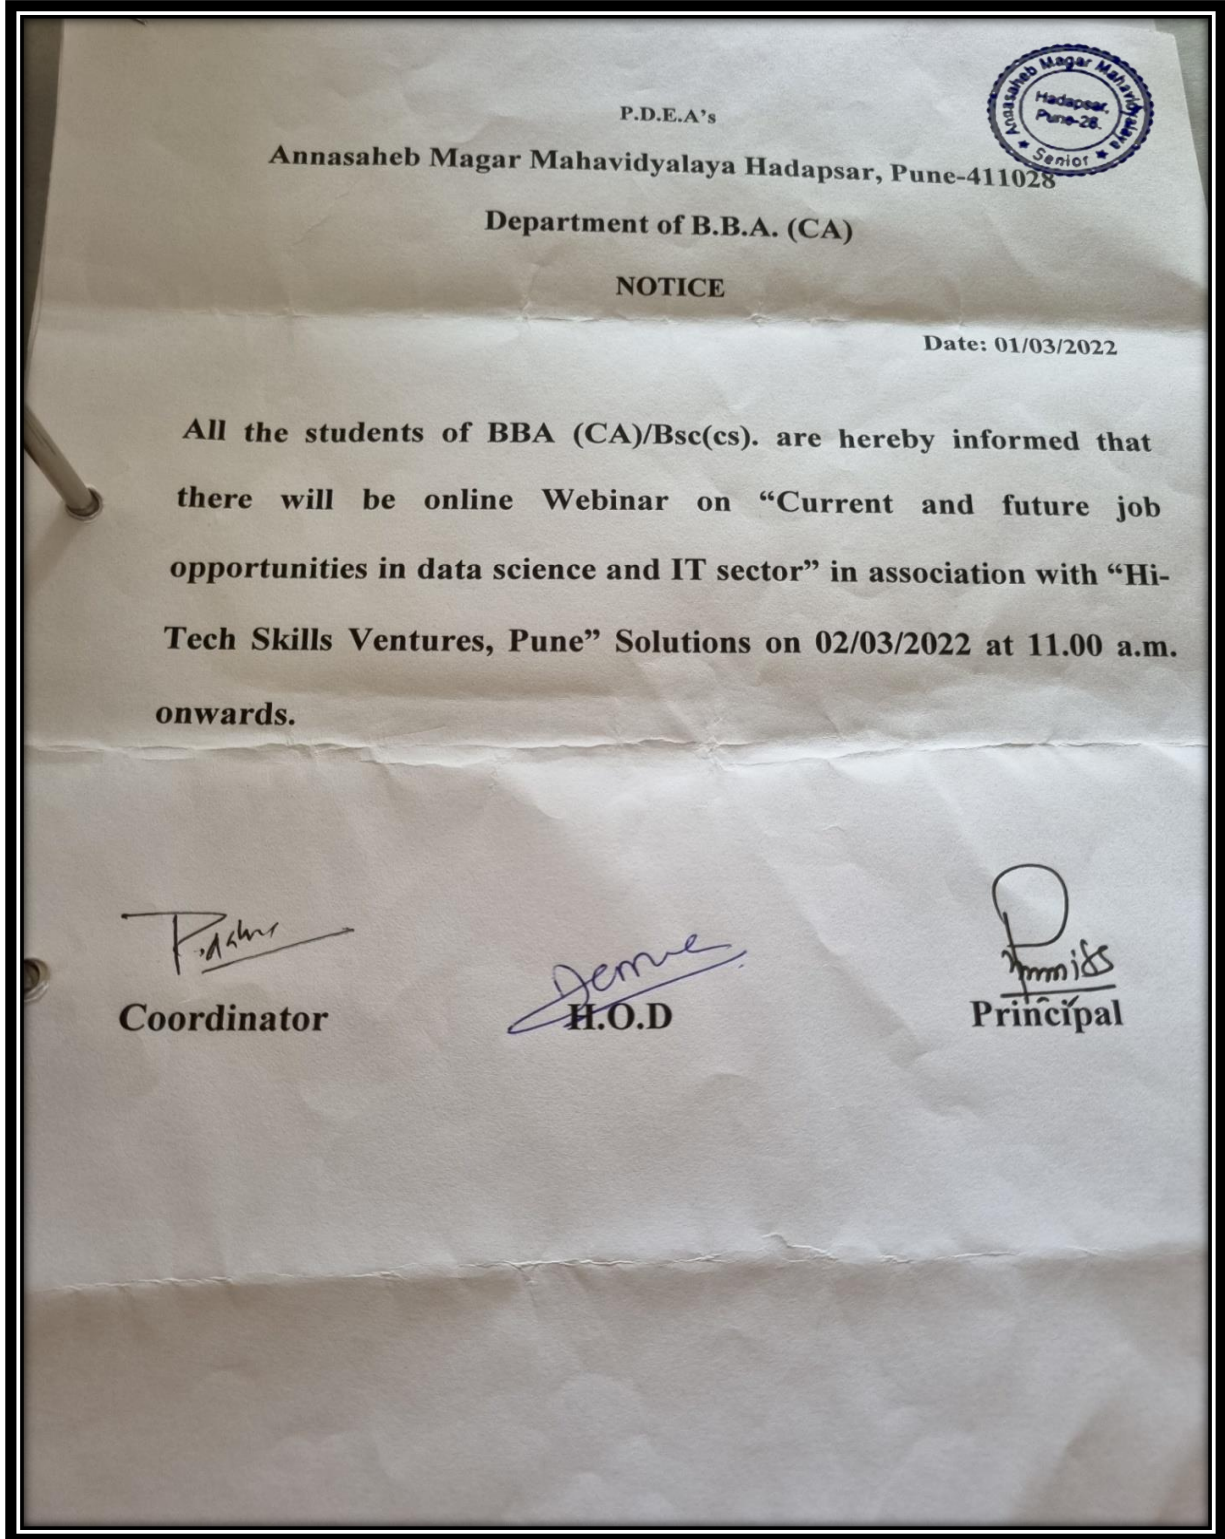 Annasaheb Magar Mahavidyalaya
Hadapsar,
Pune-28.
★ Senior ★
P.D.E.A's
Annasaheb Magar Mahavidyalaya Hadapsar, Pune-411028
Department of B.B.A. (CA)
NOTICE
Date: 01/03/2022
All the students of BBA (CA)/Bsc(cs). are hereby informed that
there will be online Webinar on “Current and future job
opportunities in data science and IT sector” in association with “Hi-
Tech Skills Ventures, Pune” Solutions on 02/03/2022 at 11.00 a.m.
onwards.
Coordinator
H.O.D
Principal